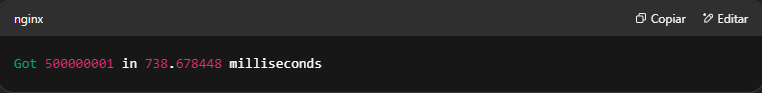 nginx
Copiar
Editar
Got 500000001 in 738.678448 milliseconds